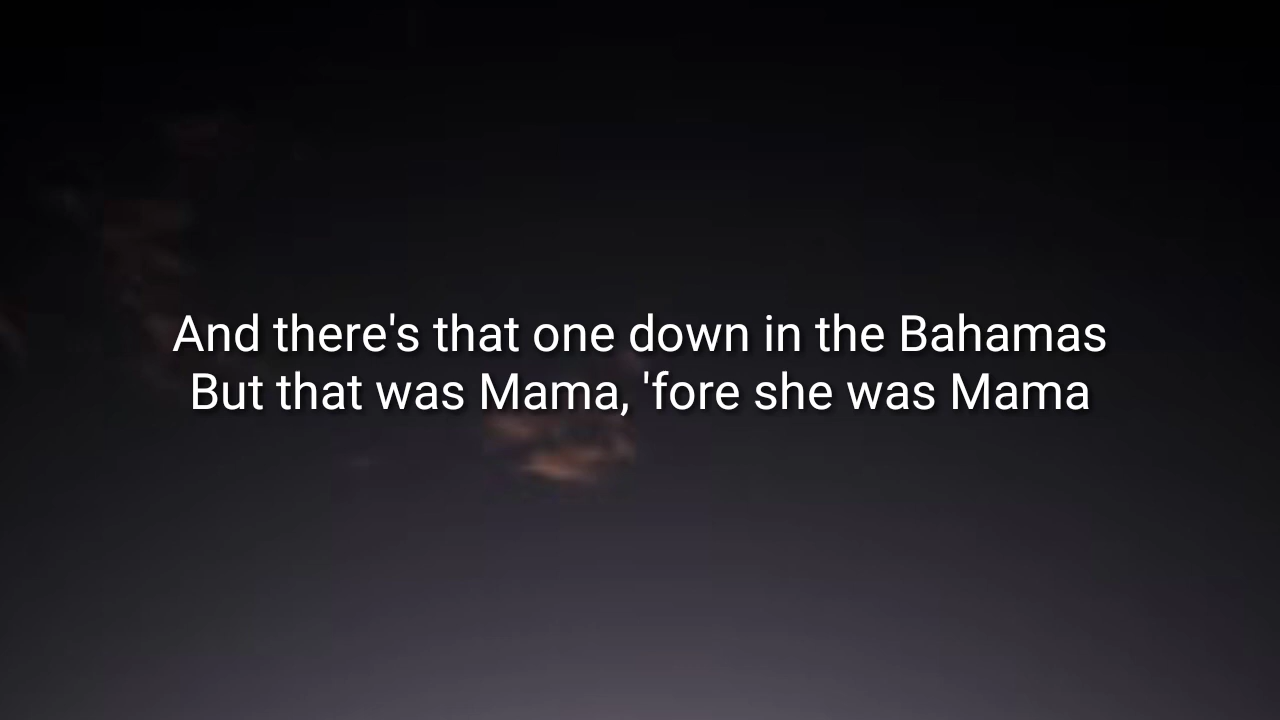 And there's that one down in the Bahamas
But that was Mama, 'fore she was Mama